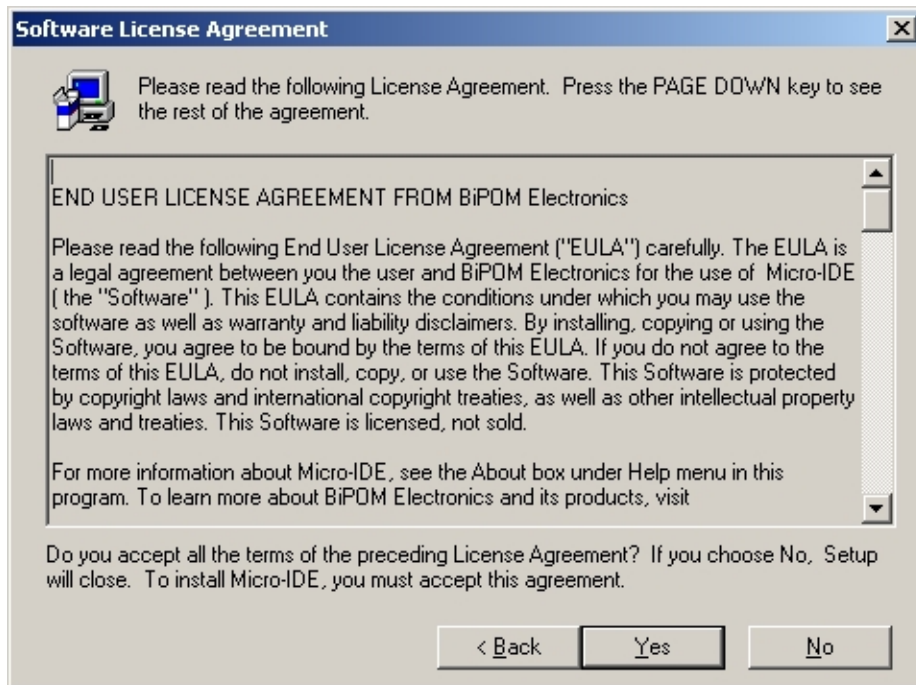 Software License Agreement
Please read the following License Agreement.  Press the PAGE DOWN key to see
the rest of the agreement.
END USER LICENSE AGREEMENT FROM BiPOM Electronics
Please read the following End User License Agreement ("EULA") carefully. The EULA is
a legal agreement between you the user and BiPOM Electronics for the use of  Micro-IDE
( the "Software" ). This EULA contains the conditions under which you may use the
software as well as warranty and liability disclaimers. By installing, copying or using the
Software, you agree to be bound by the terms of this EULA. If you do not agree to the
terms of this EULA, do not install, copy, or use the Software. This Software is protected
by copyright laws and international copyright treaties, as well as other intellectual property
laws and treaties. This Software is licensed, not sold.
For more information about Micro-IDE, see the About box under Help menu in this
program. To learn more about BiPOM Electronics and its products, visit
Do you accept all the terms of the preceding License Agreement?  If you choose No,  Setup
will close.  To install Micro-IDE, you must accept this agreement.
< Back Yes No